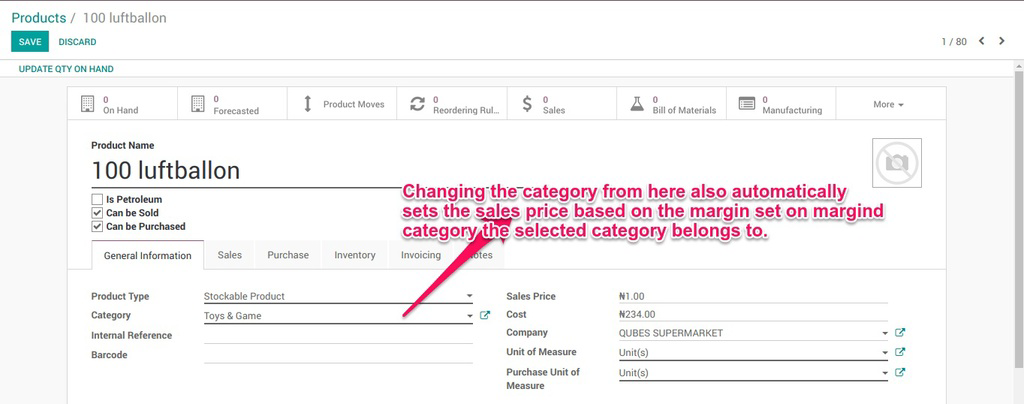 Products / 100 luftballon
SAVE DISCARD 1 / 80
UPDATE QTY ON HAND
0 On Hand
0 Forecasted
Product Moves
0 Reordering Rul...
0 Sales
0 Bill of Materials
0 Manufacturing
More
Product Name
100 luftballon
Is Petroleum
Can be Sold
Can be Purchased
Changing the category from here also automatically
sets the sales price based on the margin set on margind
category the selected category belongs to.
General Information Sales Purchase Inventory Invoicing
Product Type Stockable Product
Category Toys & Game
Internal Reference
Barcode
Sales Price ₦1.00
Cost ₦234.00
Company QUBES SUPERMARKET
Unit of Measure Unit(s)
Purchase Unit of Unit(s)
Measure